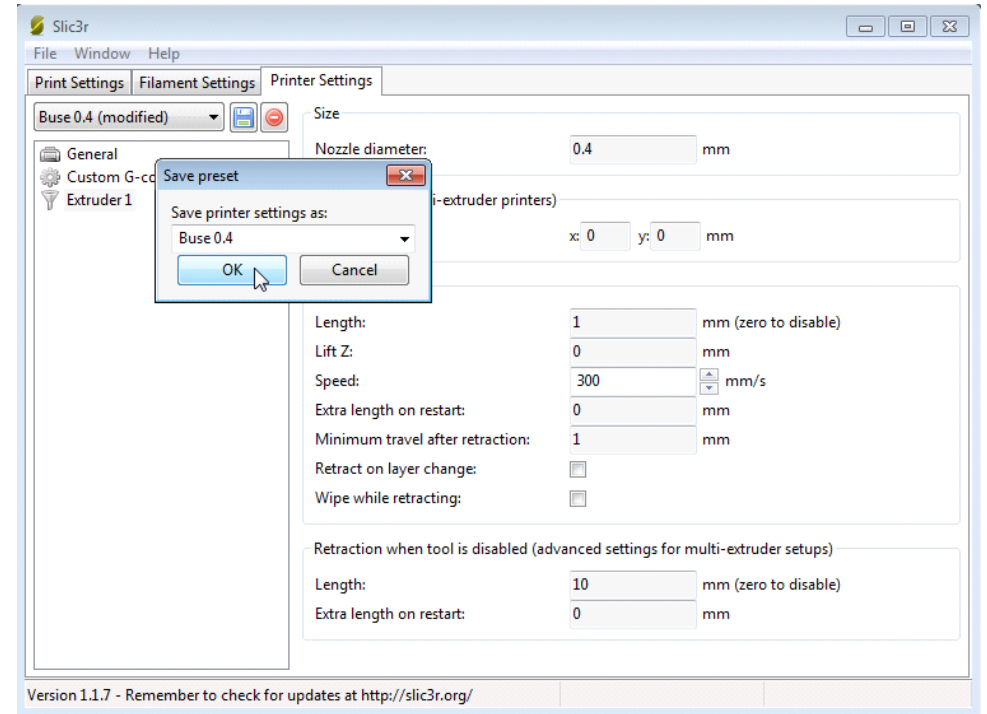 Slic3r
File Window Help
Print Settings Filament Settings Printer Settings
Buse 0.4 (modified)
General
Custom G-co
Extruder 1
Save preset
Save printer settings as:
Buse 0.4
OK Cancel
Size
Nozzle diameter: 0.4 mm
i-extruder printers)
x: 0 y: 0 mm
Length: 1 mm (zero to disable)
Lift Z: 0 mm
Speed: 300 mm/s
Extra length on restart: 0 mm
Minimum travel after retraction: 1 mm
Retract on layer change:
Wipe while retracting:
Retraction when tool is disabled (advanced settings for multi-extruder setups)
Length: 10 mm (zero to disable)
Extra length on restart: 0 mm
Version 1.1.7 - Remember to check for updates at http://slic3r.org/